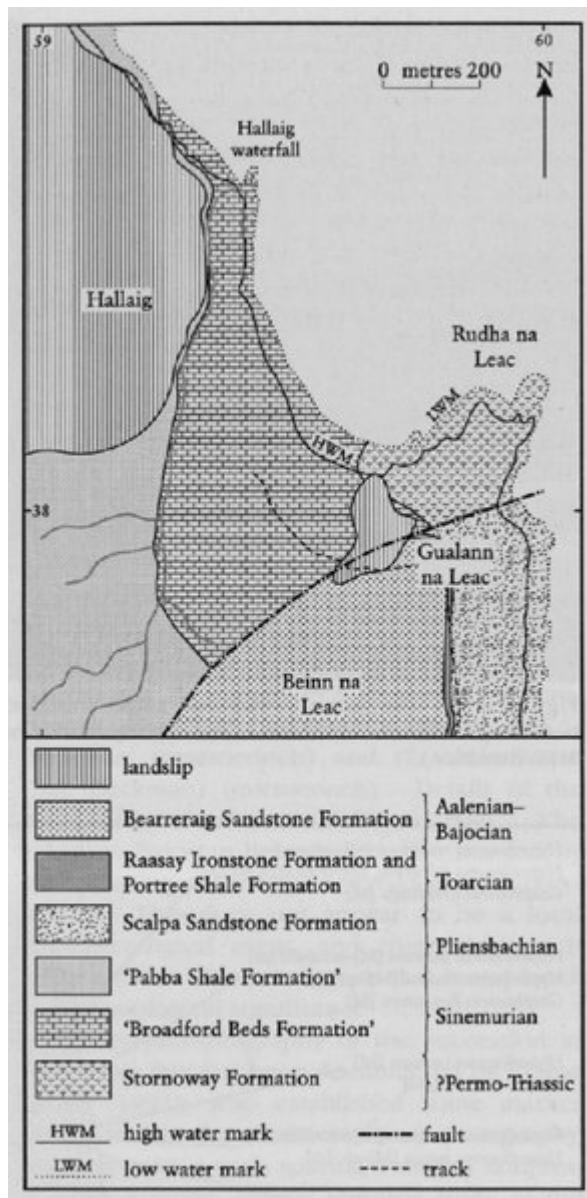 59
60
0 metres 200
N
Hallaig
waterfall
Hallaig
Rudha na
Leac
LWM
HWM
38
Gualann
na Leac
Beinn na
Leac
landslip
Bearreraig Sandstone Formation
Aalenian–
Bajocian
Raasay Ironstone Formation and
Portree Shale Formation
Toarcian
Scalpa Sandstone Formation
Pliensbachian
'Pabba Shale Formation'
Sinemurian
'Broadford Beds Formation'
Stornoway Formation
?Permo-Triassic
HWM high water mark
fault
LWM low water mark
track